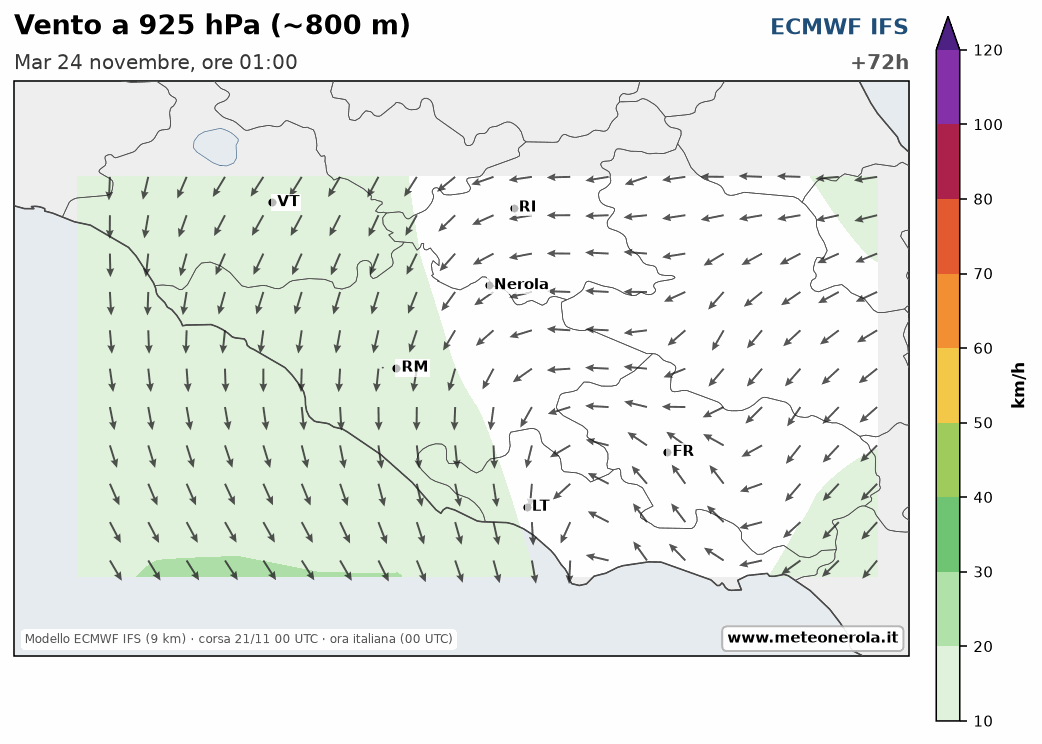 Vento a 925 hPa (~800 m)
ECMWF IFS
Mar 24 novembre, ore 01:00
+72h
120
100
80
70
60
50
40
30
20
10
km/h
VT
RI
Nerola
RM
FR
LT
Modello ECMWF IFS (9 km) · corsa 21/11 00 UTC · ora italiana (00 UTC)
www.meteonerola.it